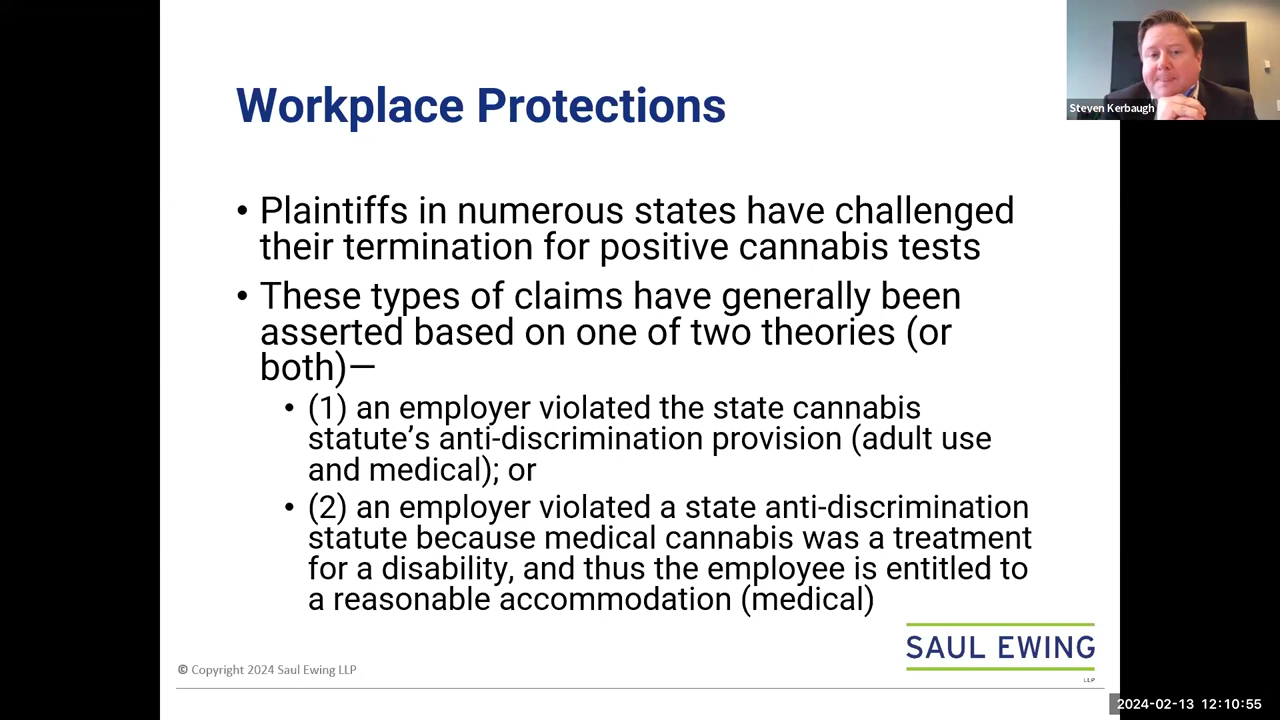 Workplace Protections
Steven Kerbaugh
• Plaintiffs in numerous states have challenged
their termination for positive cannabis tests
• These types of claims have generally been
asserted based on one of two theories (or
both)—
• (1) an employer violated the state cannabis
statute’s anti-discrimination provision (adult use
and medical); or
• (2) an employer violated a state anti-discrimination
statute because medical cannabis was a treatment
for a disability, and thus the employee is entitled to
a reasonable accommodation (medical)
SAUL EWING
LLP
© Copyright 2024 Saul Ewing LLP
2024-02-13 12:10:55